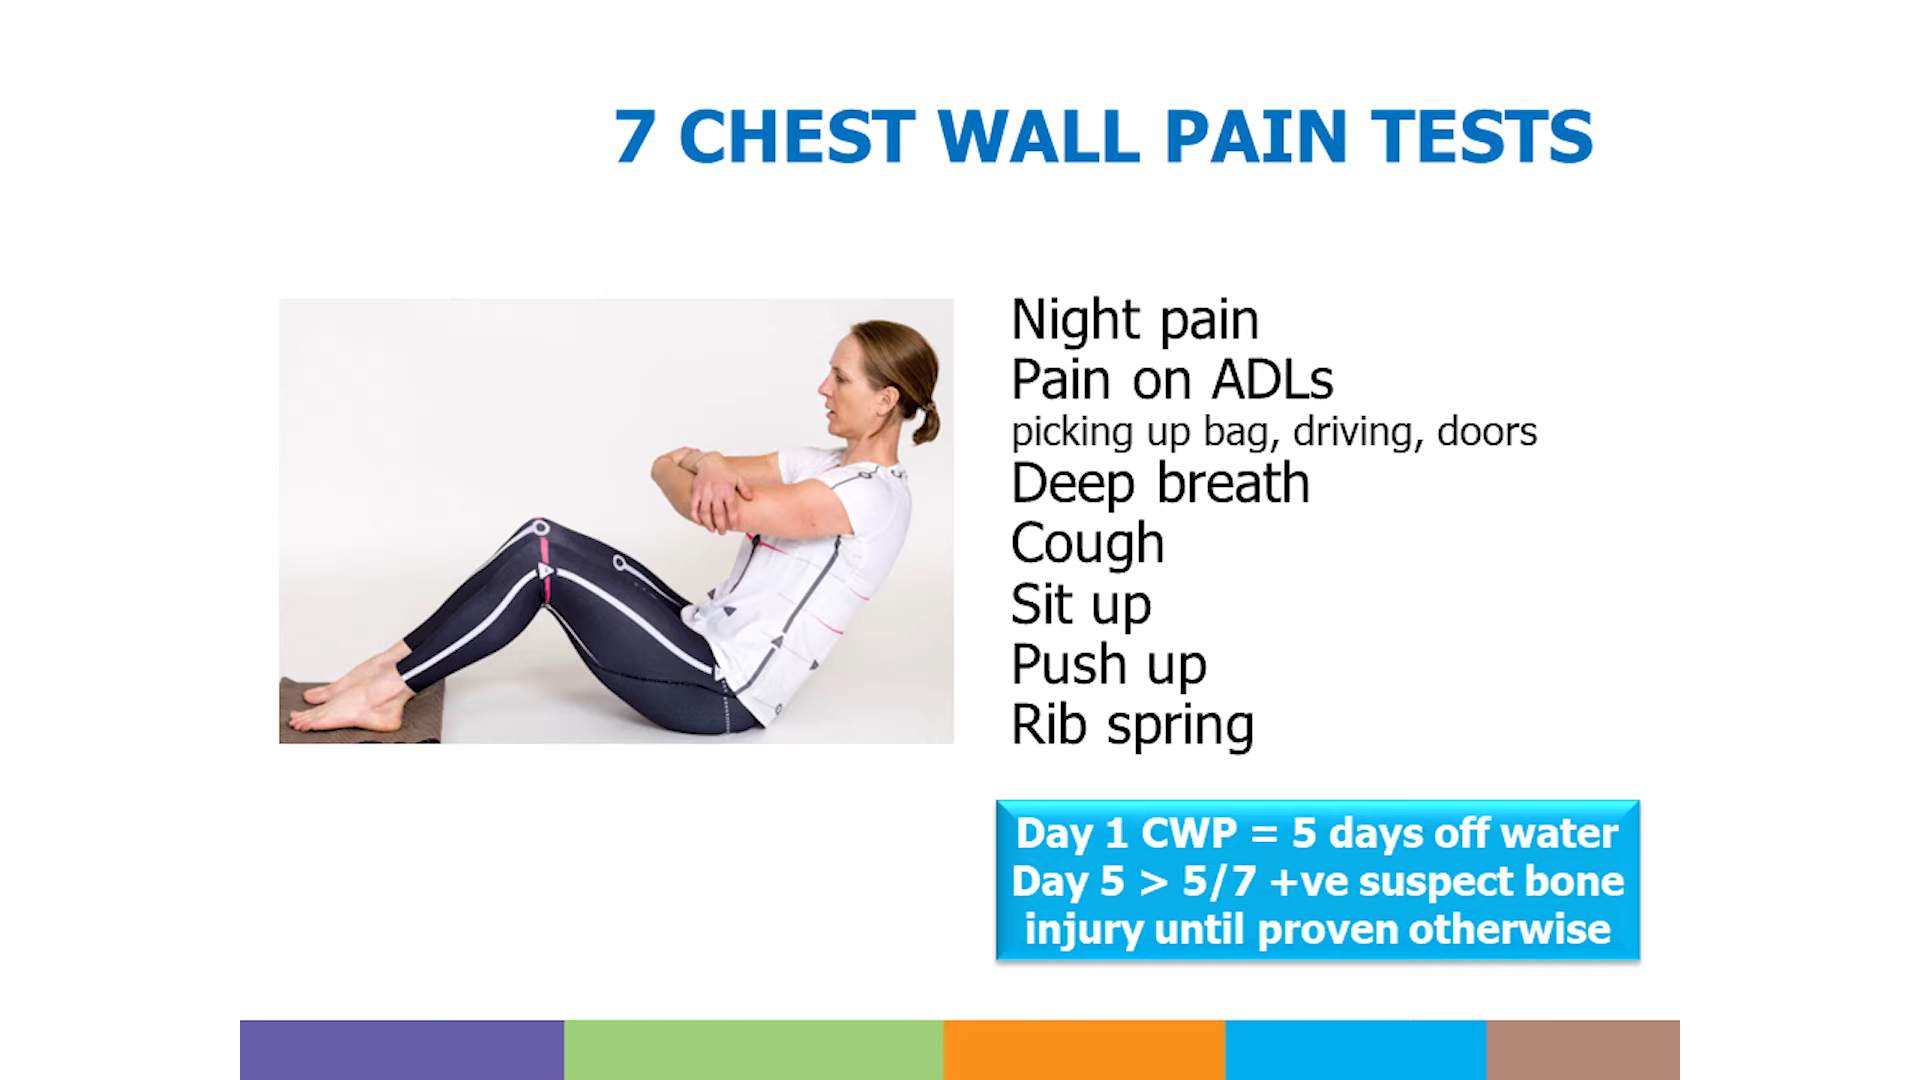 7 CHEST WALL PAIN TESTS
Night pain
Pain on ADLs
picking up bag, driving, doors
Deep breath
Cough
Sit up
Push up
Rib spring
Day 1 CWP = 5 days off water
Day 5 > 5/7 +ve suspect bone
injury until proven otherwise